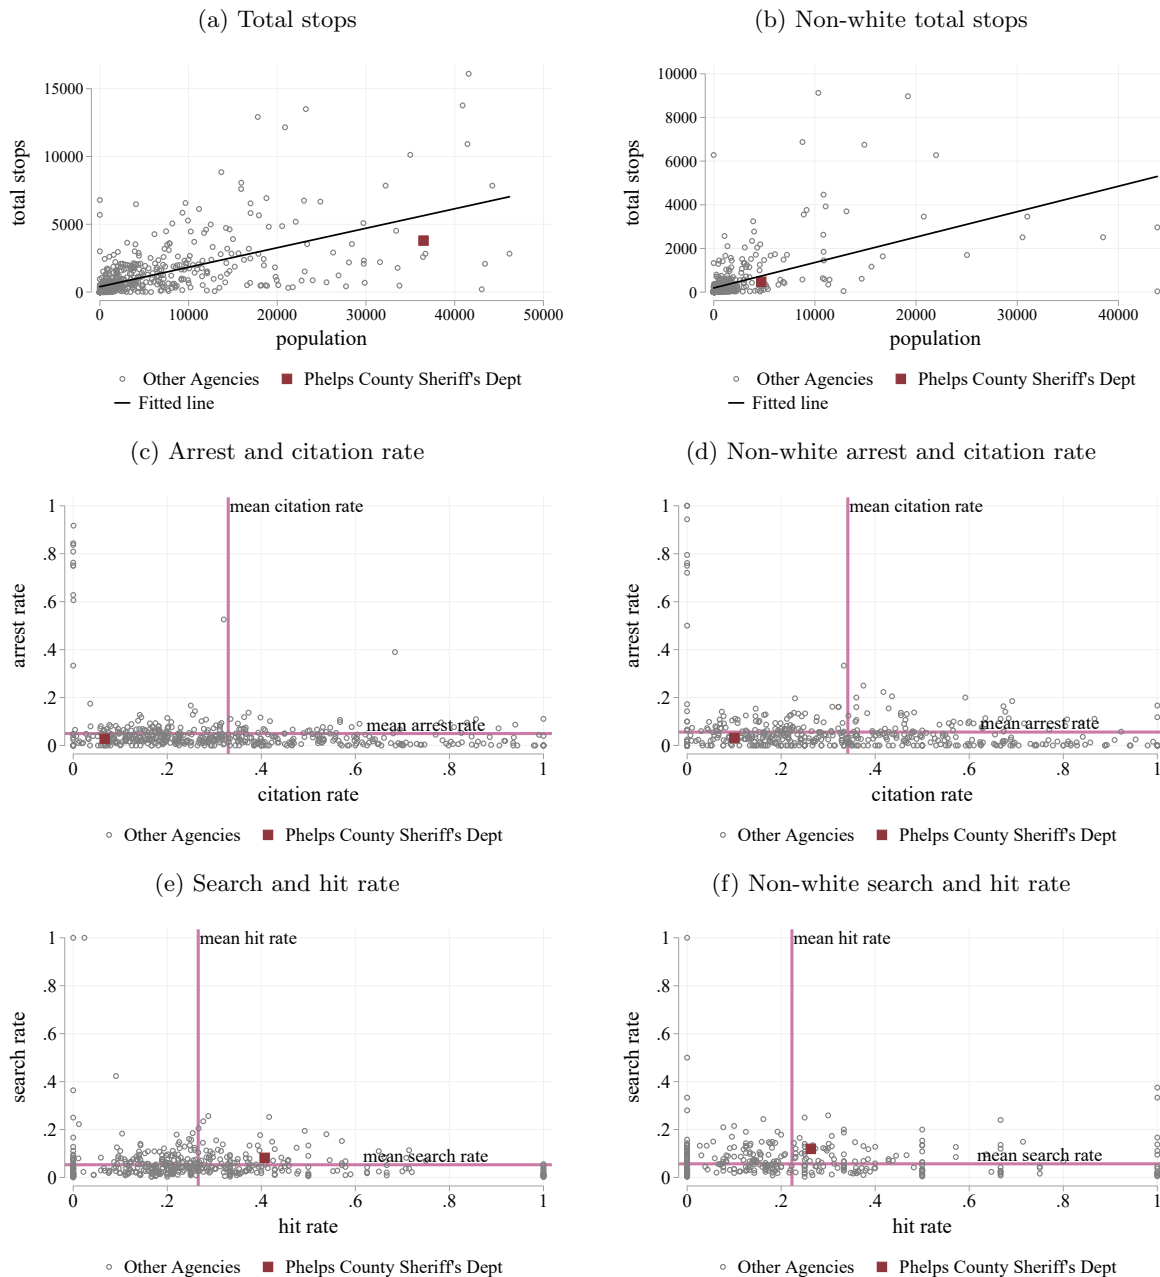 (a) Total stops
(b) Non-white total stops
total stops
15000
10000
5000
0
0 10000 20000 30000 40000 50000
population
Other Agencies Phelps County Sheriff's Dept
Fitted line
total stops
10000
8000
6000
4000
2000
0
0 10000 20000 30000 40000
population
Other Agencies Phelps County Sheriff's Dept
Fitted line
(c) Arrest and citation rate
(d) Non-white arrest and citation rate
mean citation rate
arrest rate
1
.8
.6
.4
.2
0
mean arrest rate
0 .2 .4 .6 .8 1
citation rate
Other Agencies Phelps County Sheriff's Dept
mean citation rate
arrest rate
1
.8
.6
.4
.2
0
mean arrest rate
0 .2 .4 .6 .8 1
citation rate
Other Agencies Phelps County Sheriff's Dept
(e) Search and hit rate
(f) Non-white search and hit rate
mean hit rate
search rate
1
.8
.6
.4
.2
0
mean search rate
0 .2 .4 .6 .8 1
hit rate
Other Agencies Phelps County Sheriff's Dept
mean hit rate
search rate
1
.8
.6
.4
.2
0
mean search rate
0 .2 .4 .6 .8 1
hit rate
Other Agencies Phelps County Sheriff's Dept